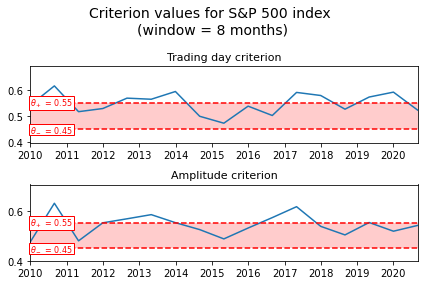 Criterion values for S&P 500 index
(window = 8 months)
Trading day criterion
0.6
θ₊ = 0.55
0.5
θ₋ = 0.45
0.4
2010 2011 2012 2013 2014 2015 2016 2017 2018 2019 2020
Amplitude criterion
0.6
θ₊ = 0.55
θ₋ = 0.45
0.4
2010 2011 2012 2013 2014 2015 2016 2017 2018 2019 2020